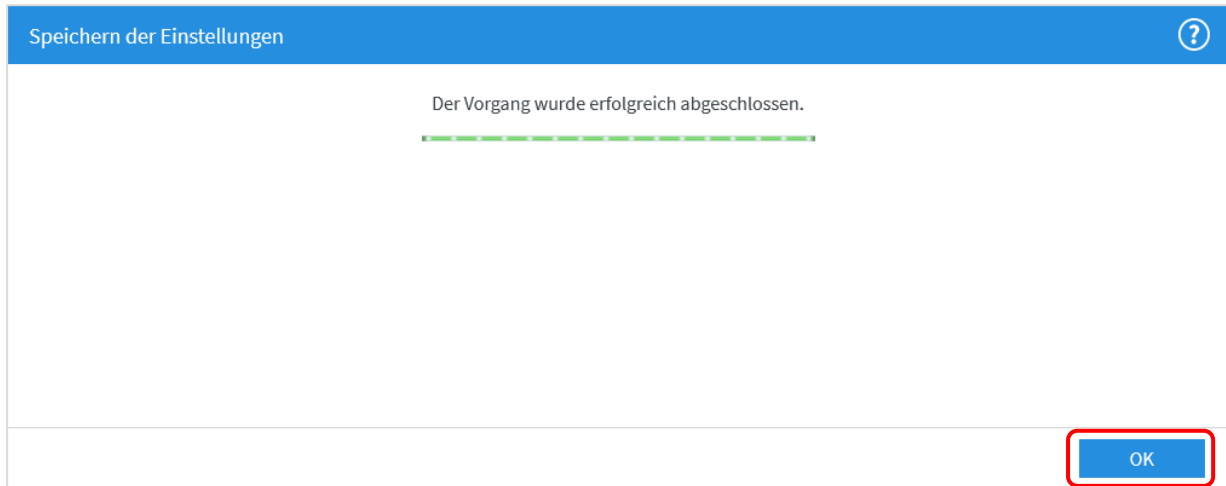 Speichern der Einstellungen
?
Der Vorgang wurde erfolgreich abgeschlossen.
OK